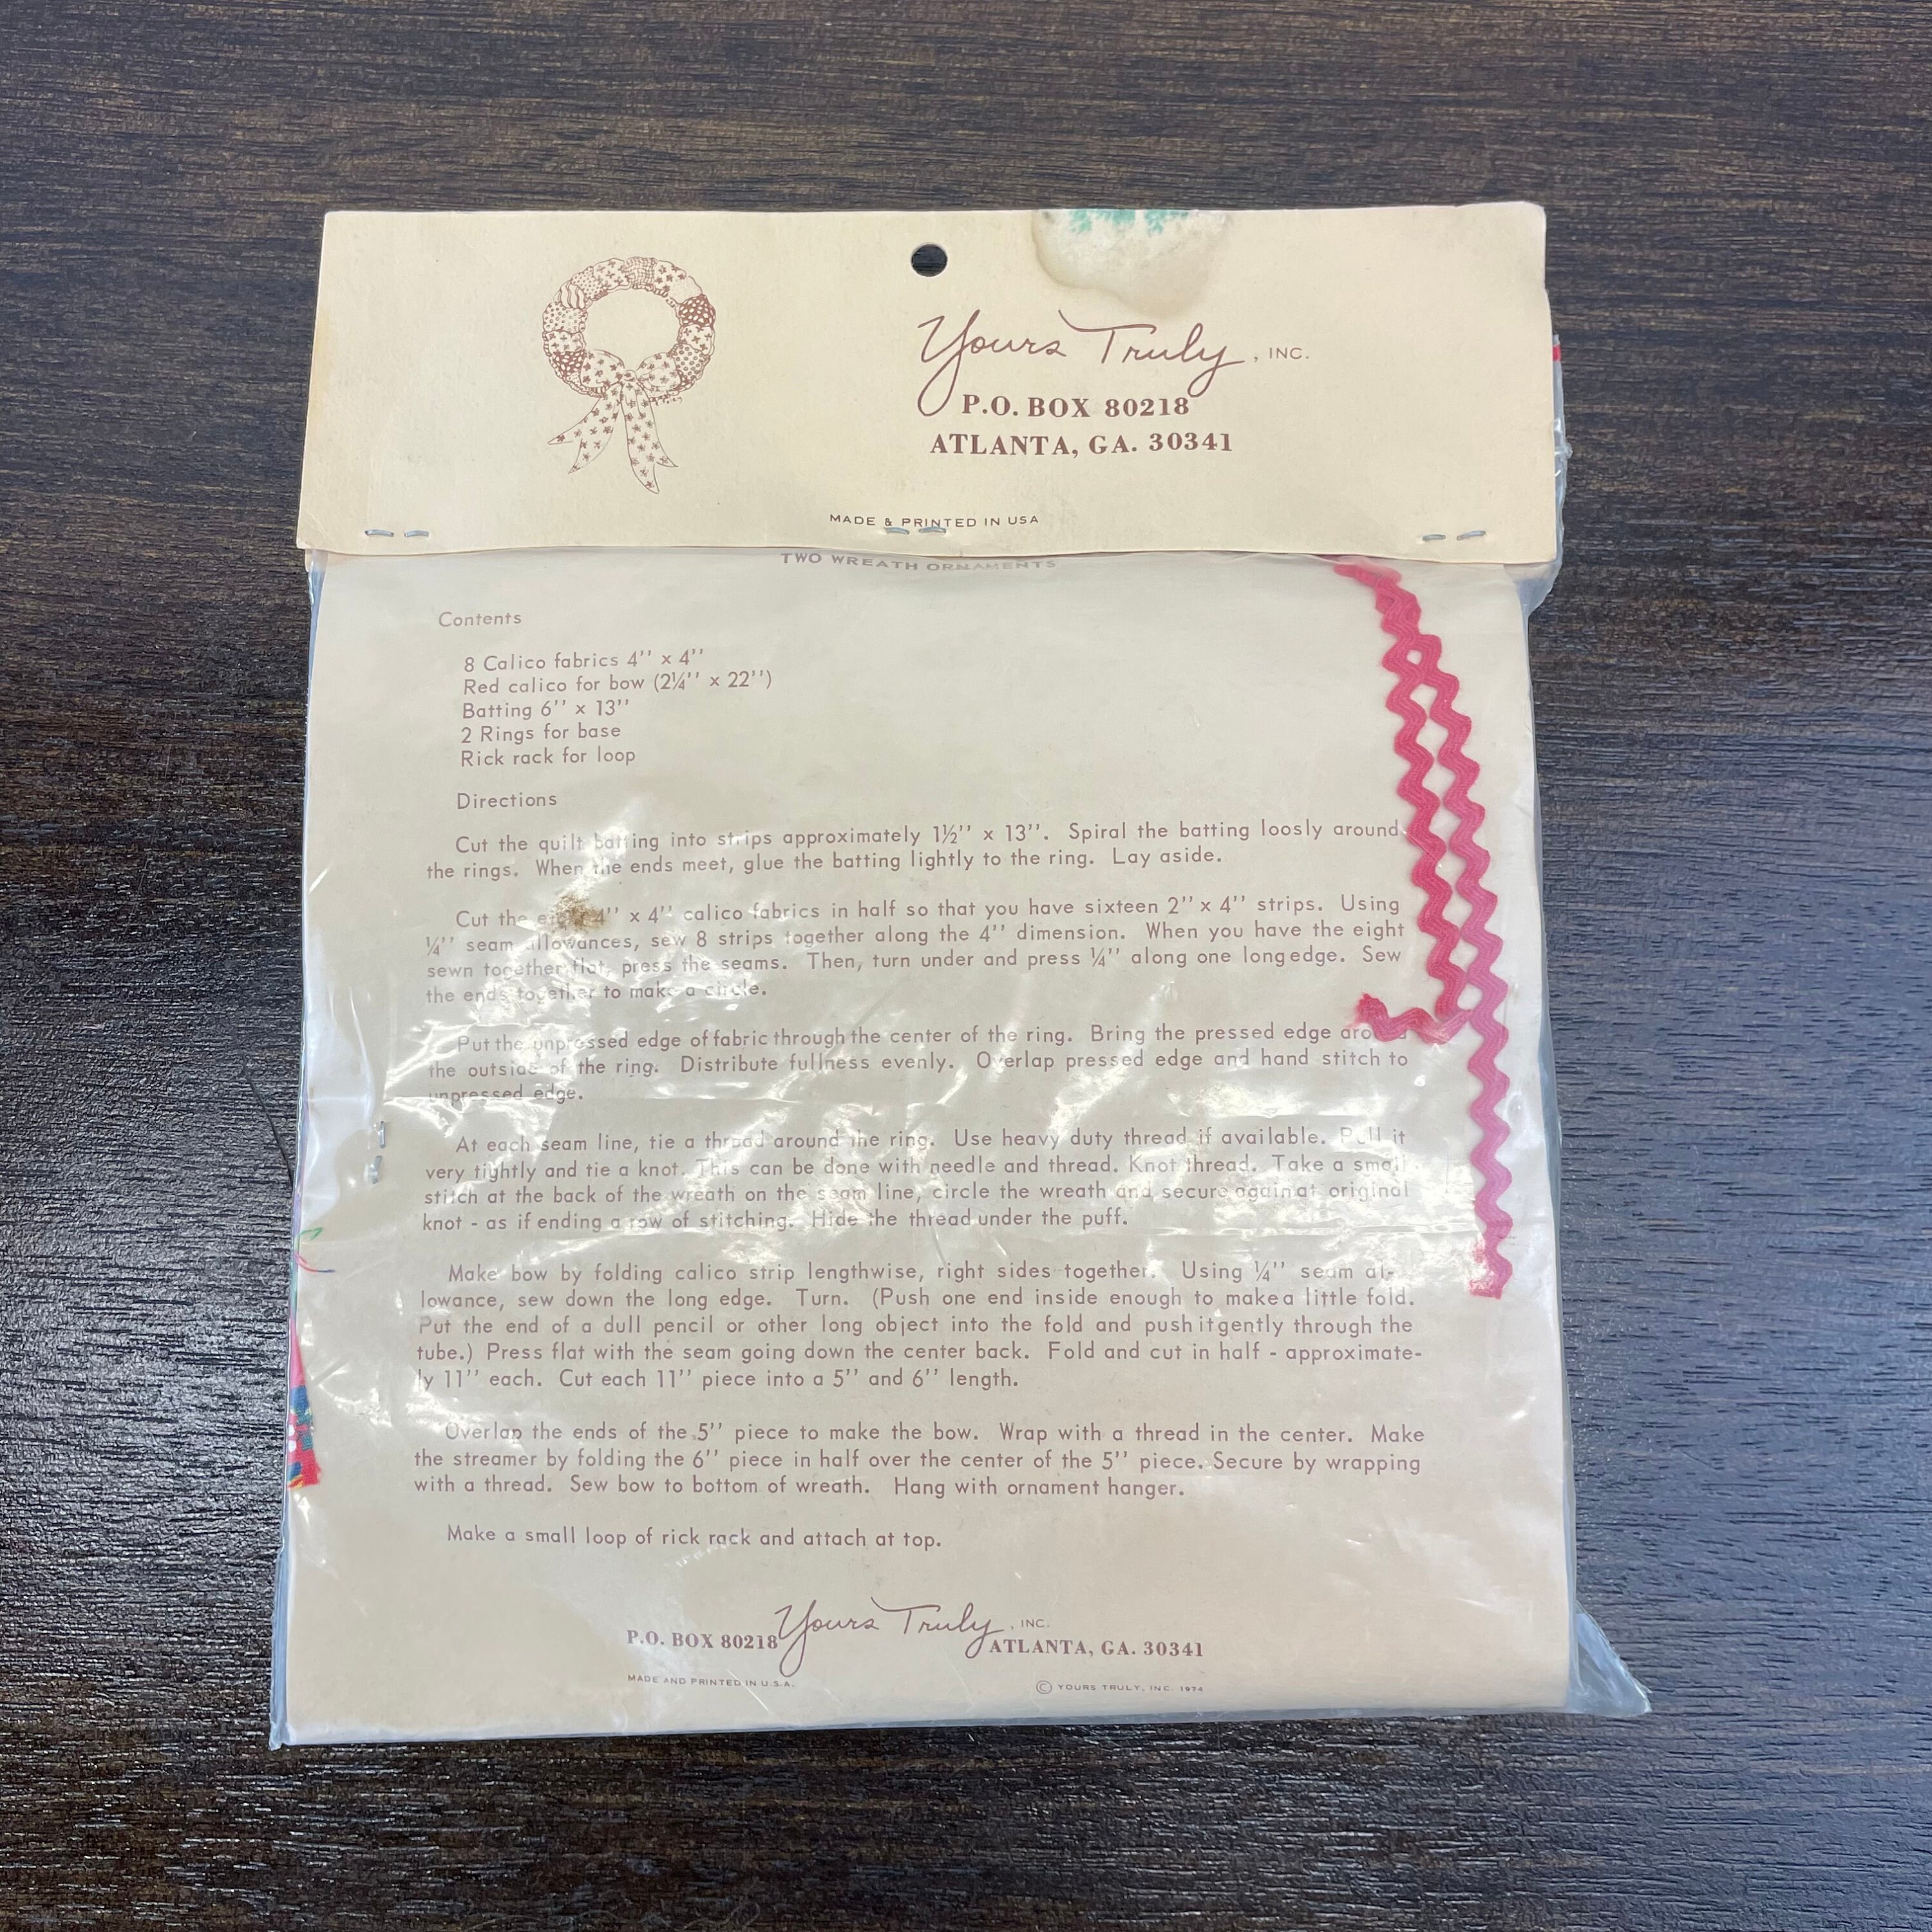 Yours Truly, INC.
P.O. BOX 80218
ATLANTA, GA. 30341
MADE & PRINTED IN USA
TWO WREATH ORNAMENTS
Contents
8 Calico fabrics 4'' x 4''
Red calico for bow (2¼'' x 22'')
Batting 6'' x 13''
2 Rings for base
Rick rack for loop
Directions
Cut the quilt batting into strips approximately 1½'' x 13''. Spiral the batting loosly around
the rings. When the ends meet, glue the batting lightly to the ring. Lay aside.
Cut the eight 4'' x 4'' calico fabrics in half so that you have sixteen 2'' x 4'' strips. Using
¼'' seam allowances, sew 8 strips together along the 4'' dimension. When you have the eight
sewn together flat, press the seams. Then, turn under and press ¼'' along one long edge. Sew
the ends together to make a circle.
Put the unpressed edge of fabric through the center of the ring. Bring the pressed edge around
the outside of the ring. Distribute fullness evenly. Overlap pressed edge and hand stitch to
unpressed edge.
At each seam line, tie a thread around the ring. Use heavy duty thread if available. Pull it
very tightly and tie a knot. This can be done with needle and thread. Knot thread. Take a small
stitch at the back of the wreath on the seam line, circle the wreath and secure again at original
knot - as if ending a row of stitching. Hide the thread under the puff.
Make bow by folding calico strip lengthwise, right sides together. Using ¼'' seam al-
lowance, sew down the long edge. Turn. (Push one end inside enough to make a little fold.
Put the end of a dull pencil or other long object into the fold and push it gently through the
tube.) Press flat with the seam going down the center back. Fold and cut in half - approximate-
ly 11'' each. Cut each 11'' piece into a 5'' and 6'' length.
Overlap the ends of the 5'' piece to make the bow. Wrap with a thread in the center. Make
the streamer by folding the 6'' piece in half over the center of the 5'' piece. Secure by wrapping
with a thread. Sew bow to bottom of wreath. Hang with ornament hanger.
Make a small loop of rick rack and attach at top.
Yours Truly, INC.
P.O. BOX 80218 ATLANTA, GA. 30341
MADE AND PRINTED IN U.S.A. © YOURS TRULY, INC. 1974